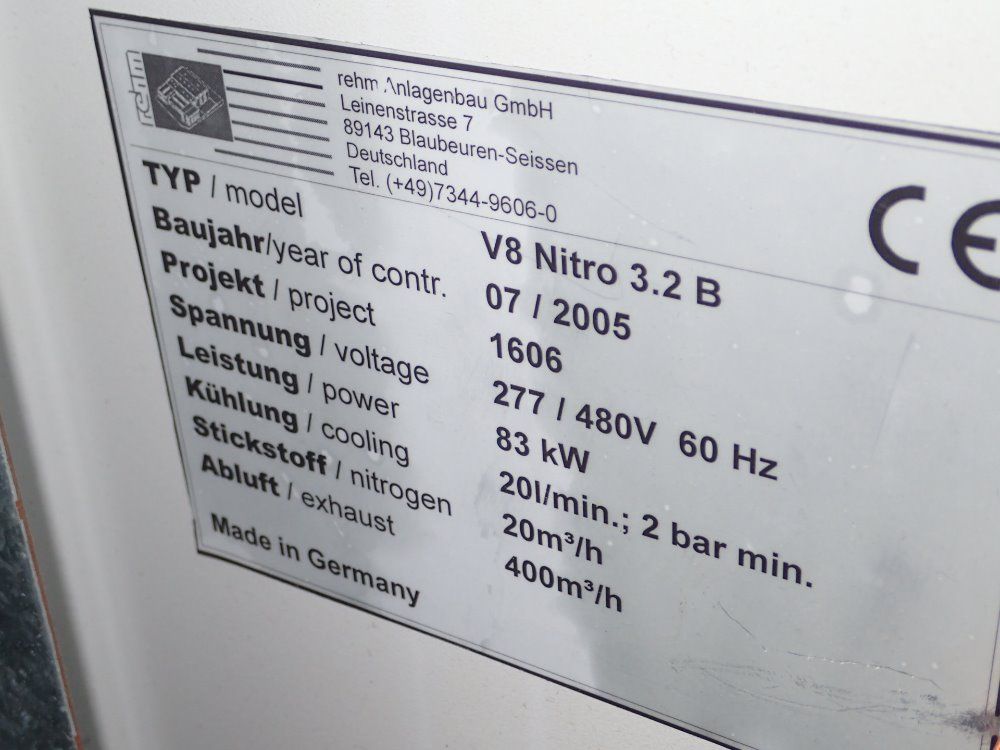 rehm
rehm Anlagenbau GmbH
Leinenstrasse 7
89143 Blaubeuren-Seissen
Deutschland
Tel. (+49)7344-9606-0
CE
TYP / model V8 Nitro 3.2 B
Baujahr/year of contr. 07 / 2005
Projekt / project 1606
Spannung / voltage 277 / 480V 60 Hz
Leistung / power 83 kW
Kühlung / cooling 20l/min.; 2 bar min.
Stickstoff / nitrogen 20m³/h
Abluft / exhaust 400m³/h
Made in Germany